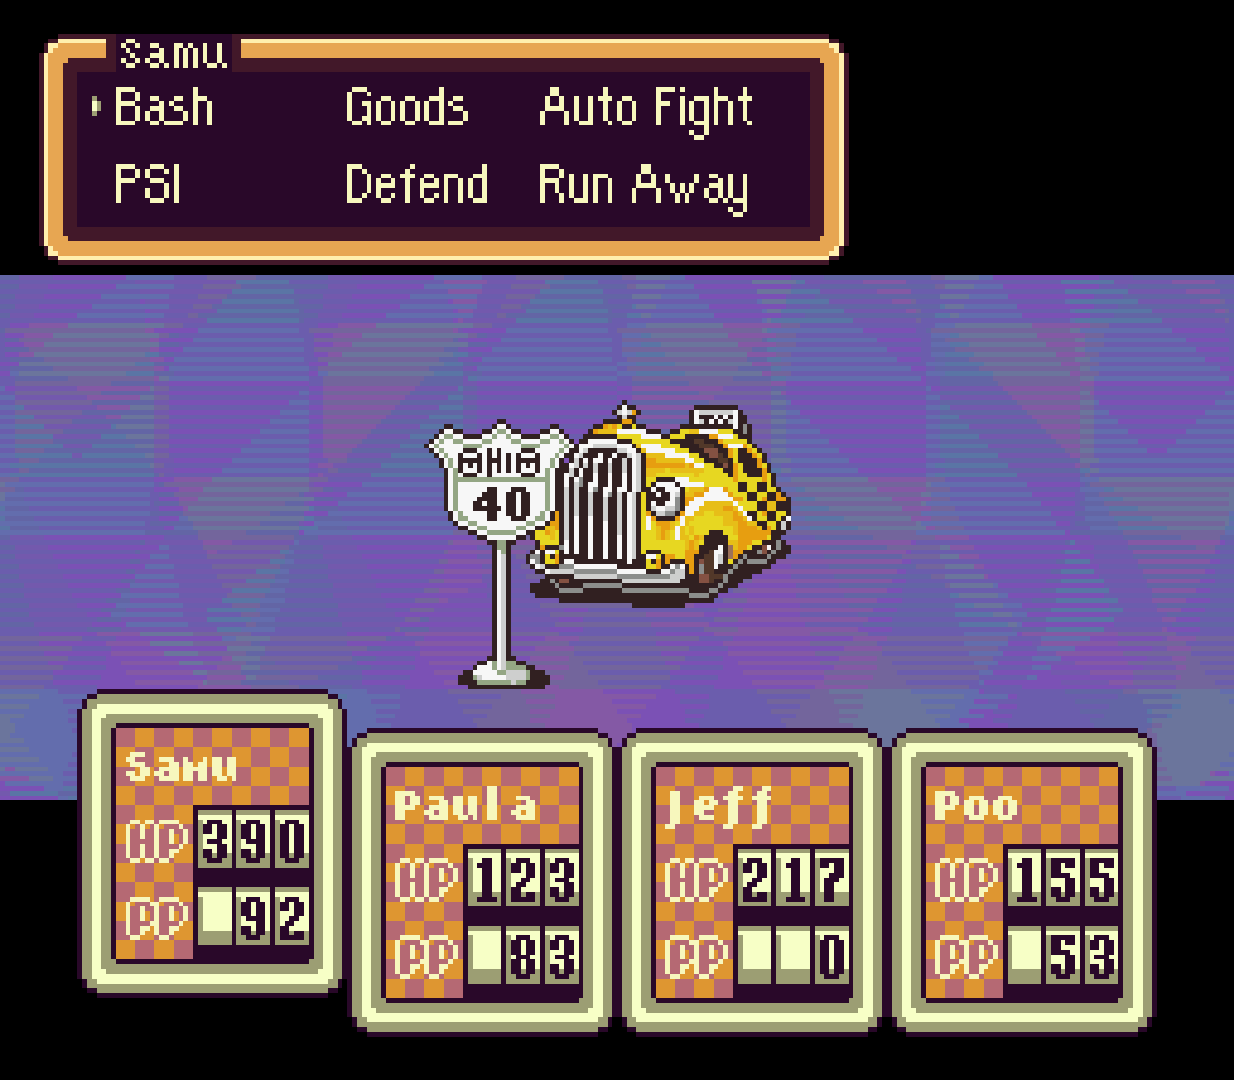 samu
Bash Goods Auto Fight
PSI Defend Run Away
40
Samu
HP 390
PP 92
Paula
HP 123
PP 83
Jeff
HP 217
PP 0
Poo
HP 155
PP 53